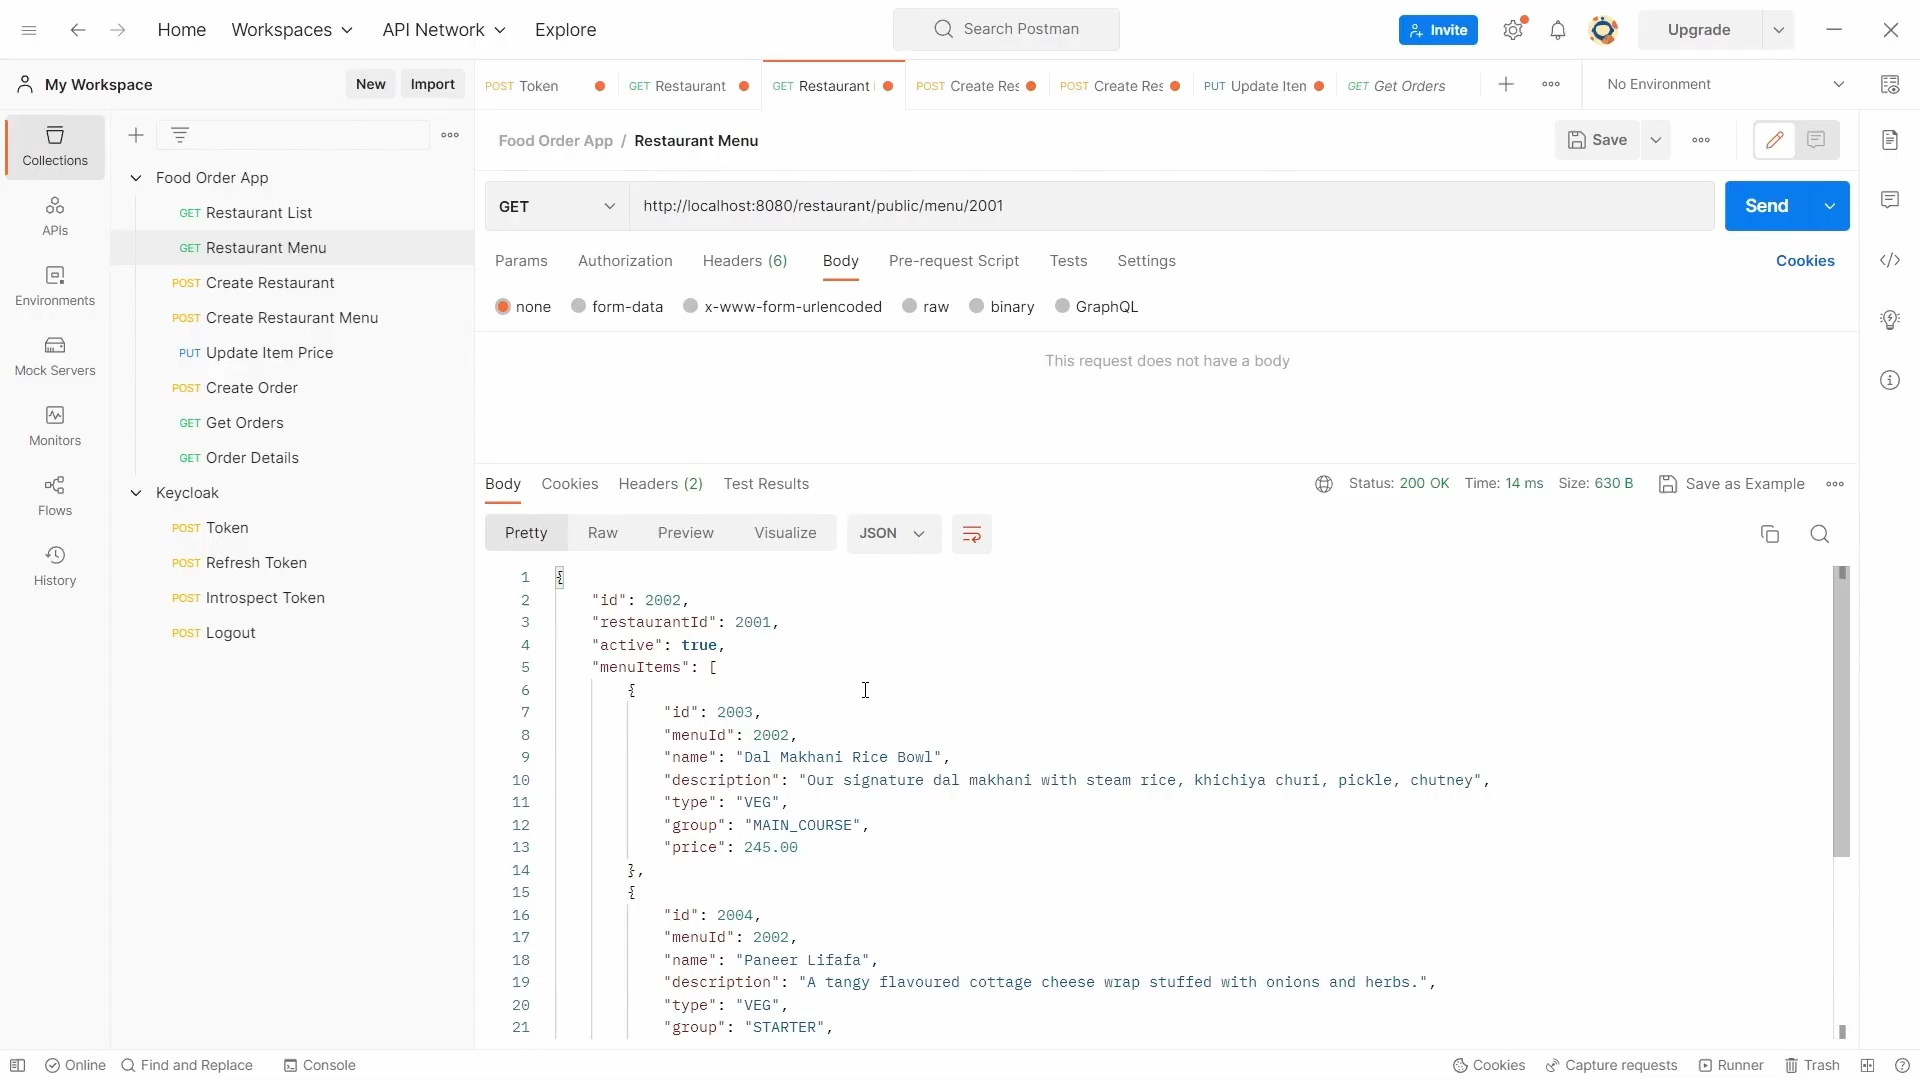 Home Workspaces API Network Explore Search Postman Invite Upgrade
My Workspace New Import
POST Token GET Restaurant GET Restaurant POST Create Res POST Create Res PUT Update Iten GET Get Orders No Environment
Collections
APIs
Environments
Mock Servers
Monitors
Flows
History
Food Order App
GET Restaurant List
GET Restaurant Menu
POST Create Restaurant
POST Create Restaurant Menu
PUT Update Item Price
POST Create Order
GET Get Orders
GET Order Details
Keycloak
POST Token
POST Refresh Token
POST Introspect Token
POST Logout
Food Order App / Restaurant Menu Save
GET http://localhost:8080/restaurant/public/menu/2001 Send
Params Authorization Headers (6) Body Pre-request Script Tests Settings Cookies
none form-data x-www-form-urlencoded raw binary GraphQL
This request does not have a body
Body Cookies Headers (2) Test Results Status: 200 OK Time: 14 ms Size: 630 B Save as Example
Pretty Raw Preview Visualize JSON
1 {
2 "id": 2002,
3 "restaurantId": 2001,
4 "active": true,
5 "menuItems": [
6 {
7 "id": 2003,
8 "menuId": 2002,
9 "name": "Dal Makhani Rice Bowl",
10 "description": "Our signature dal makhani with steam rice, khichiya churi, pickle, chutney",
11 "type": "VEG",
12 "group": "MAIN_COURSE",
13 "price": 245.00
14 },
15 {
16 "id": 2004,
17 "menuId": 2002,
18 "name": "Paneer Lifafa",
19 "description": "A tangy flavoured cottage cheese wrap stuffed with onions and herbs.",
20 "type": "VEG",
21 "group": "STARTER",
Online Find and Replace Console Cookies Capture requests Runner Trash